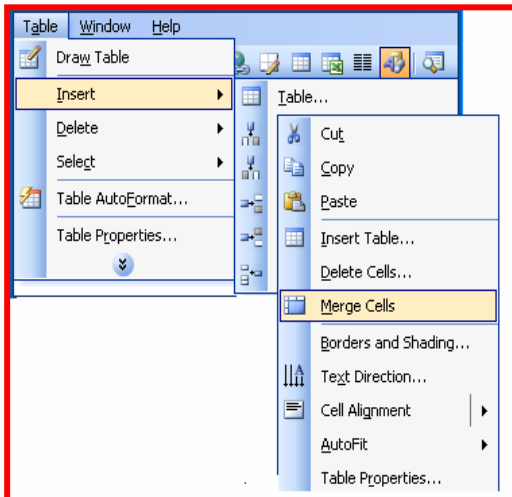 Table Window Help
Draw Table
Insert
Delete
Select
Table AutoFormat...
Table Properties...
Table...
Cut
Copy
Paste
Insert Table...
Delete Cells...
Merge Cells
Borders and Shading...
Text Direction...
Cell Alignment
AutoFit
Table Properties...